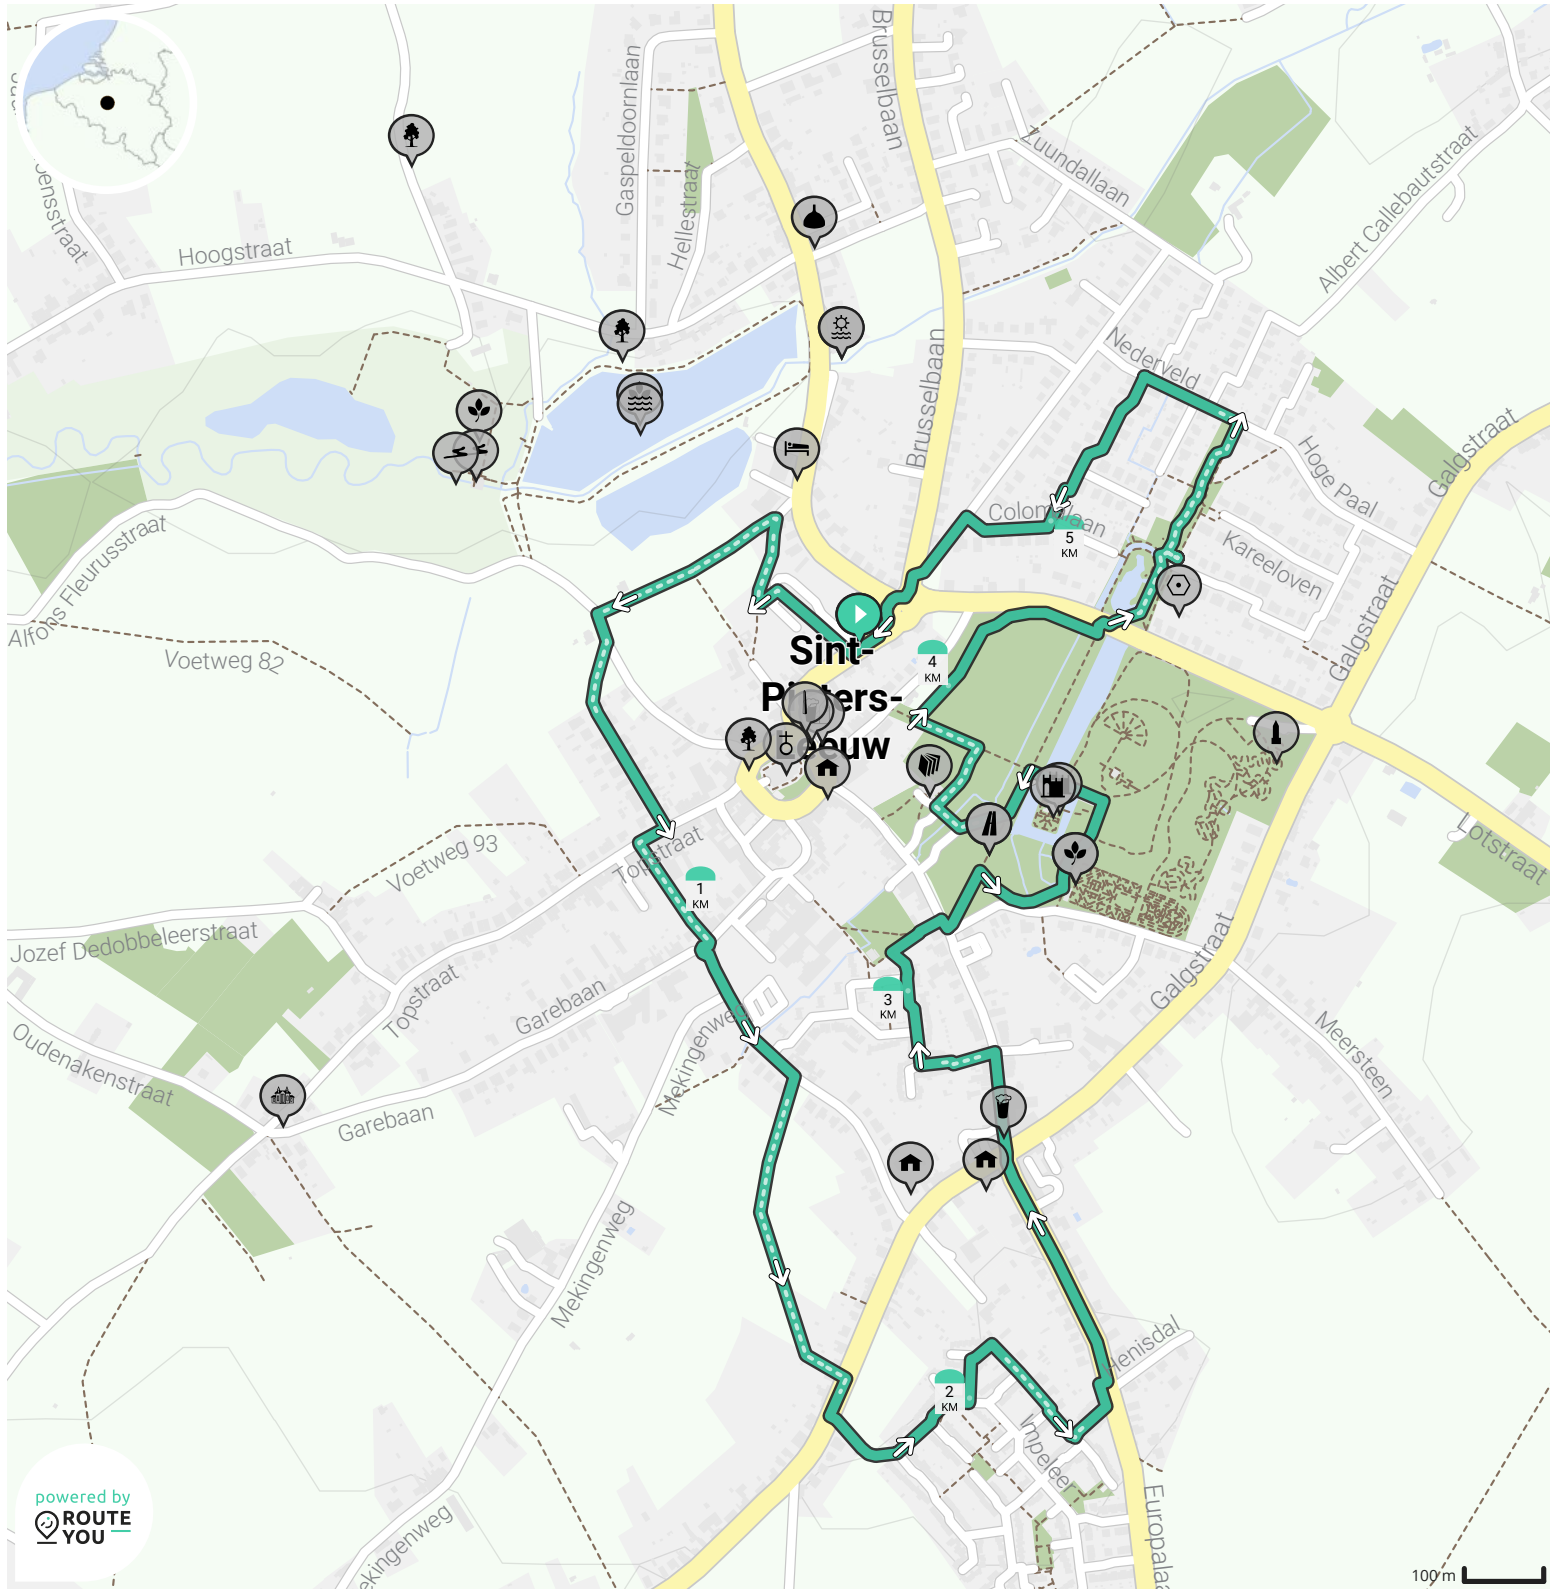 Brusselbaan
Gaspeldoornlaan
Zuundallaan
Albert Callebautstraat
Hellestraat
Hoogstraat
Brusselbaan
Nederveld
Galgstraat
Hoge Paal
Alfons Fleurusstraat
5
KM
Kareeloven
Galgstraat
Voetweg 82
Sint-
4
KM
Topstraat
Voetweg 93
Lotstraat
1
KM
Jozef Dedobbeleerstraat
Galgstraat
Topstraat
Garebaan
3
KM
Mekingenweg
Meersteen
Oudenakenstraat
Garebaan
Mekingenweg
Henisdal
2
KM
Impeleer
powered by
ROUTE
YOU
Mekingenweg
100 m